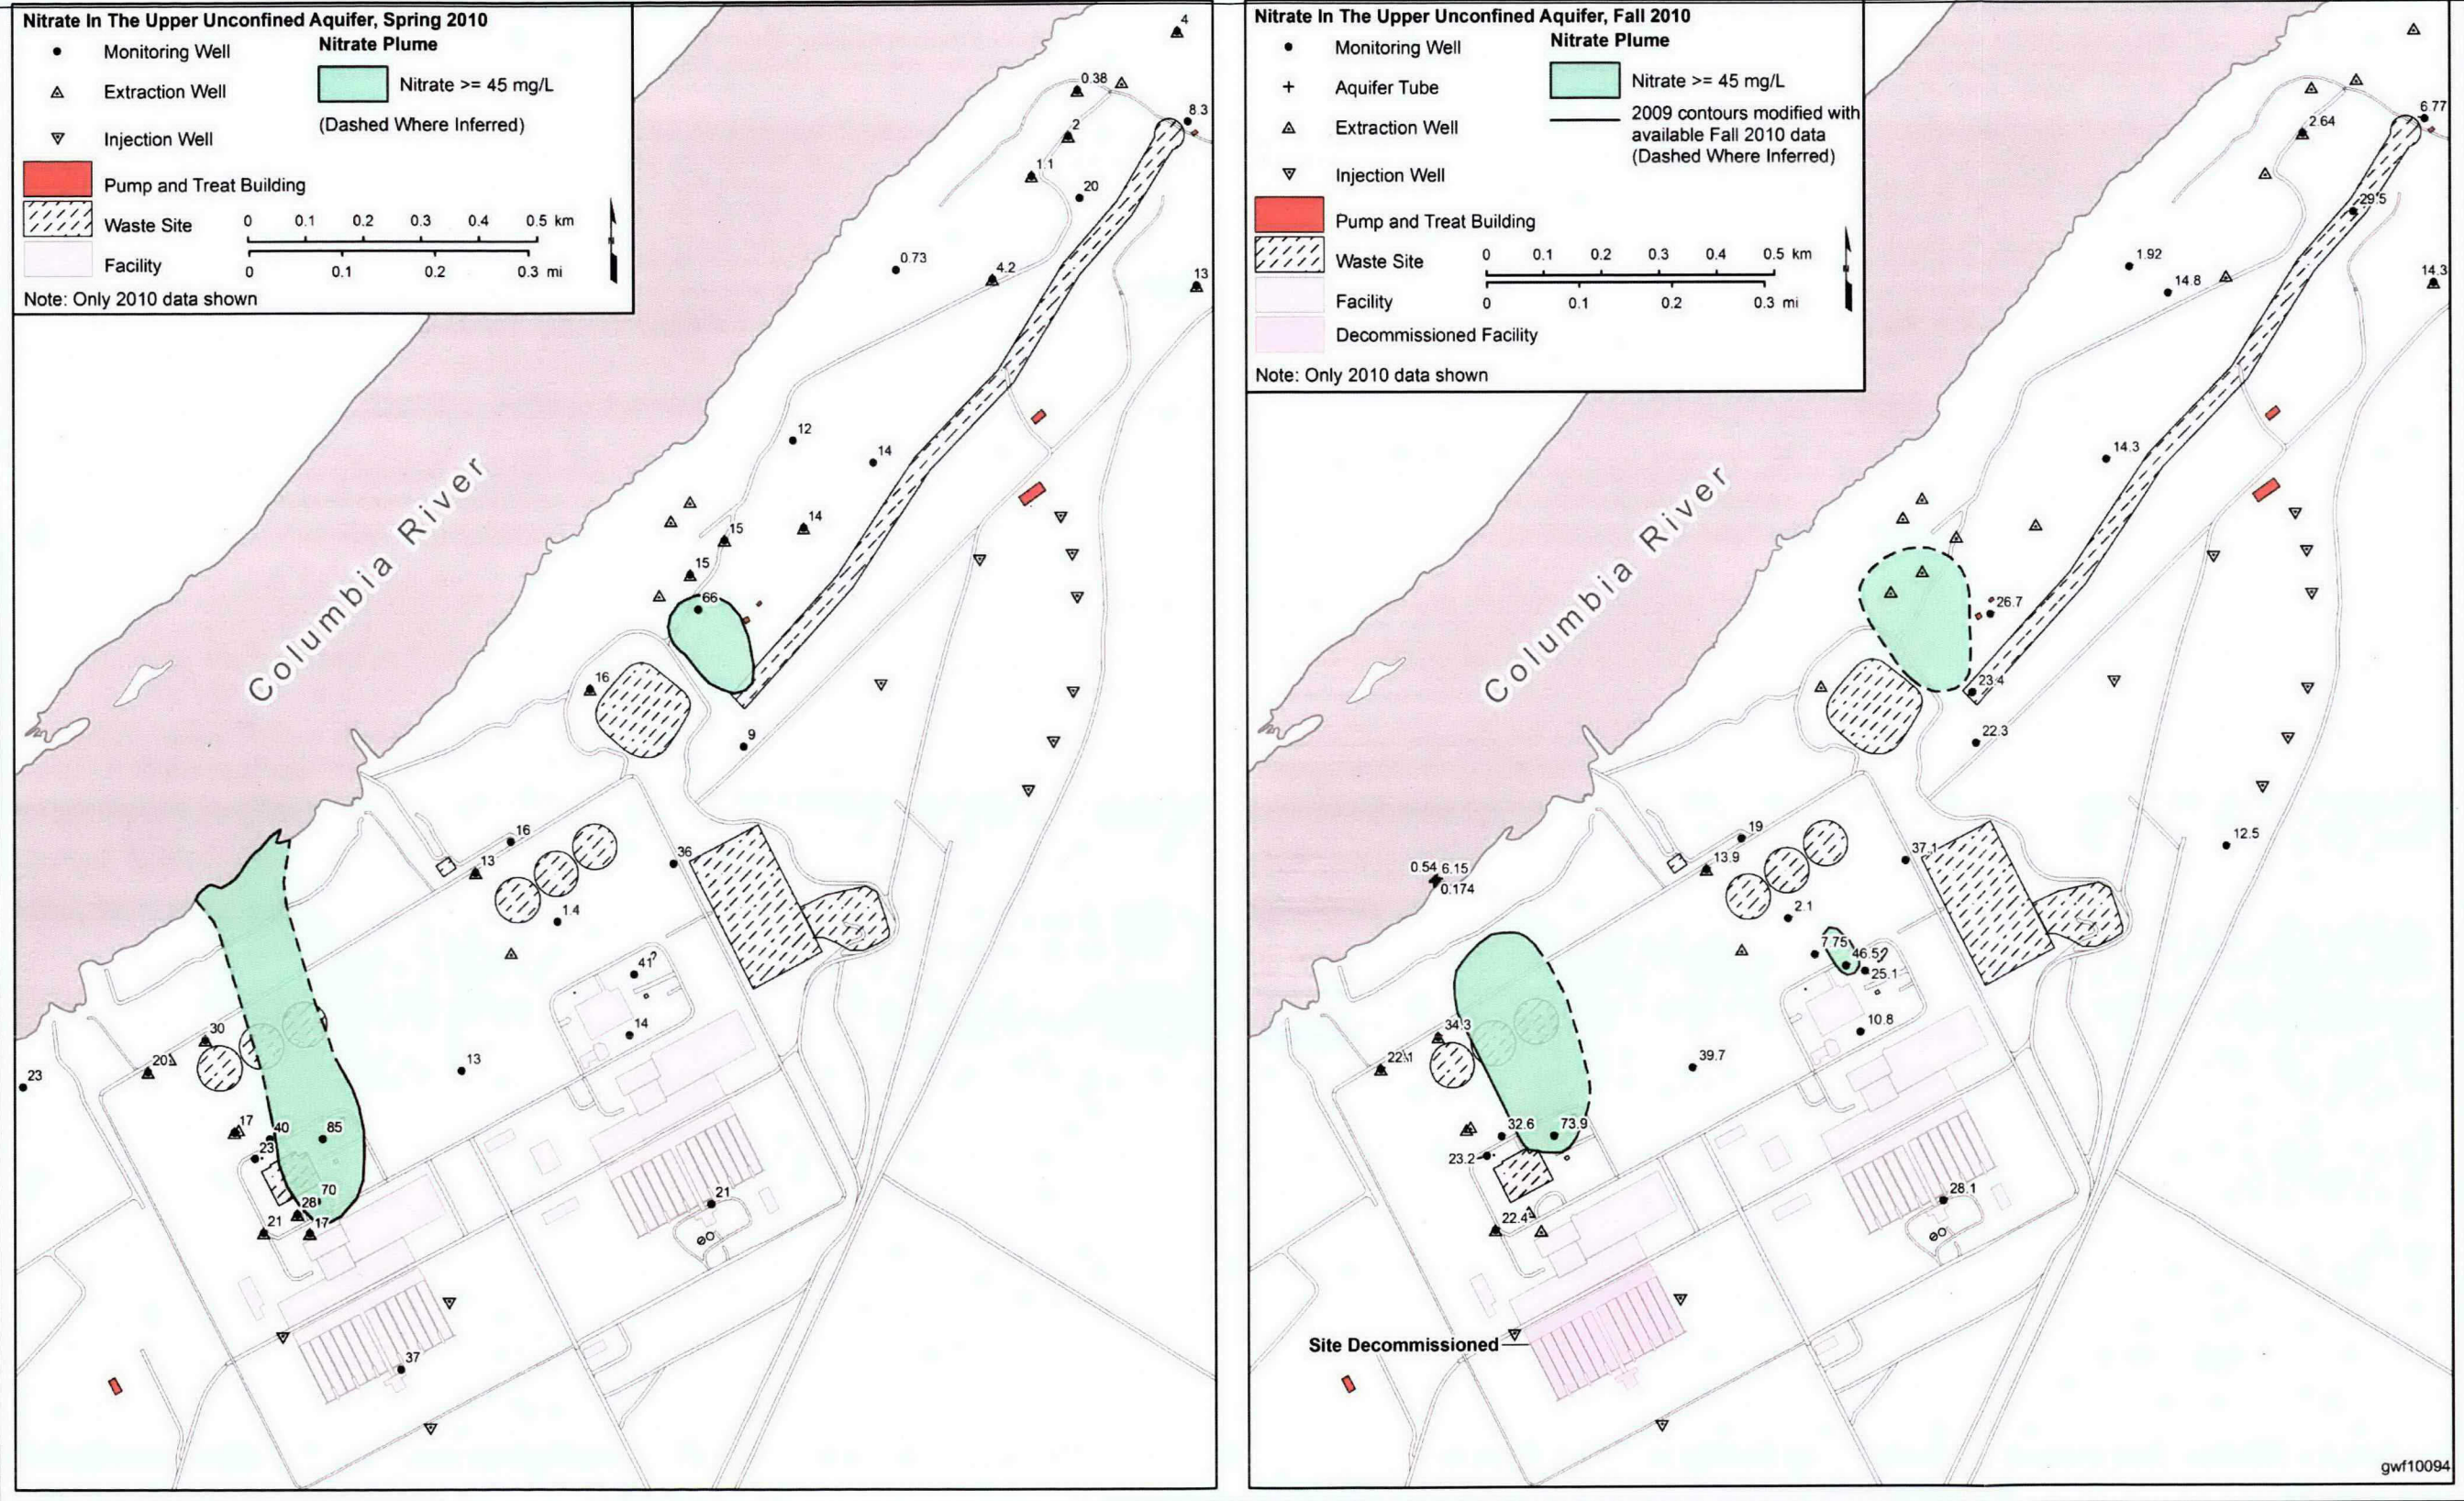 Nitrate In The Upper Unconfined Aquifer, Spring 2010
Monitoring Well
Extraction Well
Injection Well
Nitrate Plume
Nitrate >= 45 mg/L
(Dashed Where Inferred)
Pump and Treat Building
Waste Site
Facility
0 0.1 0.2 0.3 0.4 0.5 km
0 0.1 0.2 0.3 mi
Note: Only 2010 data shown
4
0.38
8.3
2
1.1
20
0.73
4.2
13
12
14
15
14
15
66
16
9
Columbia River
16
13
36
1.4
41
14
30
20
23
13
17
40
85
23
70
28
21
17
21
37
Nitrate In The Upper Unconfined Aquifer, Fall 2010
Monitoring Well
Aquifer Tube
Extraction Well
Injection Well
Nitrate Plume
Nitrate >= 45 mg/L
2009 contours modified with
available Fall 2010 data
(Dashed Where Inferred)
Pump and Treat Building
Waste Site
Facility
Decommissioned Facility
0 0.1 0.2 0.3 0.4 0.5 km
0 0.1 0.2 0.3 mi
Note: Only 2010 data shown
6.77
2.64
29.5
1.92
14.8
14.3
14.3
26.7
23.4
22.3
Columbia River
19
13.9
37.1
12.5
0.54 6.15
0.174
2.1
7.75
46.5
25.1
10.8
34.3
22.1
39.7
32.6
73.9
23.2
22.4
28.1
Site Decommissioned
gwf10094